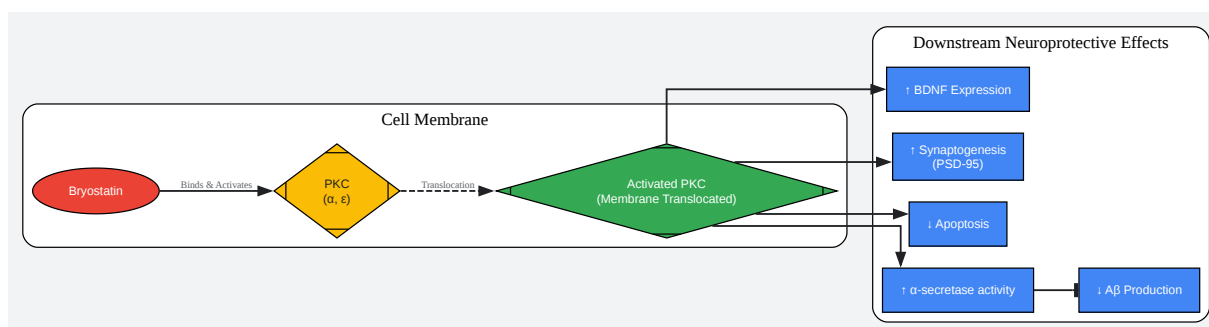 Downstream Neuroprotective Effects
↑ BDNF Expression
Cell Membrane
↑ Synaptogenesis
(PSD-95)
Bryostatin
Binds & Activates
PKC
(α, ε)
Translocation
Activated PKC
(Membrane Translocated)
↓ Apoptosis
↑ α-secretase activity
↓ Aβ Production